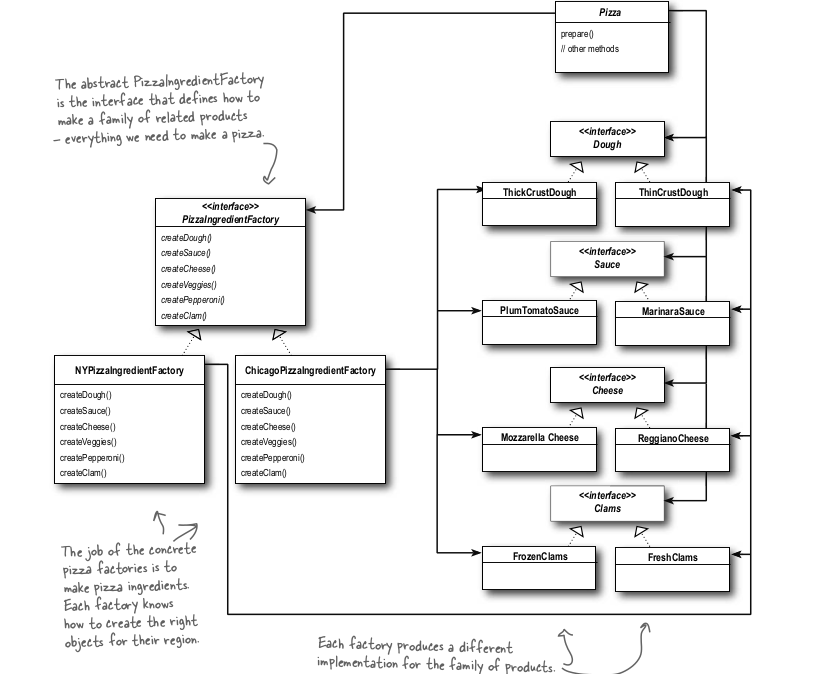 Pizza
prepare()
// other methods
The abstract PizzaIngredientFactory
is the interface that defines how to
make a family of related products
– everything we need to make a pizza.
<<interface>>
Dough
ThickCrustDough
ThinCrustDough
<<interface>>
PizzaIngredientFactory
createDough()
createSauce()
createCheese()
createVeggies()
createPepperoni()
createClam()
<<interface>>
Sauce
PlumTomatoSauce
MarinaraSauce
NYPizzaIngredientFactory
createDough()
createSauce()
createCheese()
createVeggies()
createPepperoni()
createClam()
ChicagoPizzaIngredientFactory
createDough()
createSauce()
createCheese()
createVeggies()
createPepperoni()
createClam()
<<interface>>
Cheese
Mozzarella Cheese
ReggianoCheese
<<interface>>
Clams
FrozenClams
FreshClams
The job of the concrete
pizza factories is to
make pizza ingredients.
Each factory knows
how to create the right
objects for their region.
Each factory produces a different
implementation for the family of products.